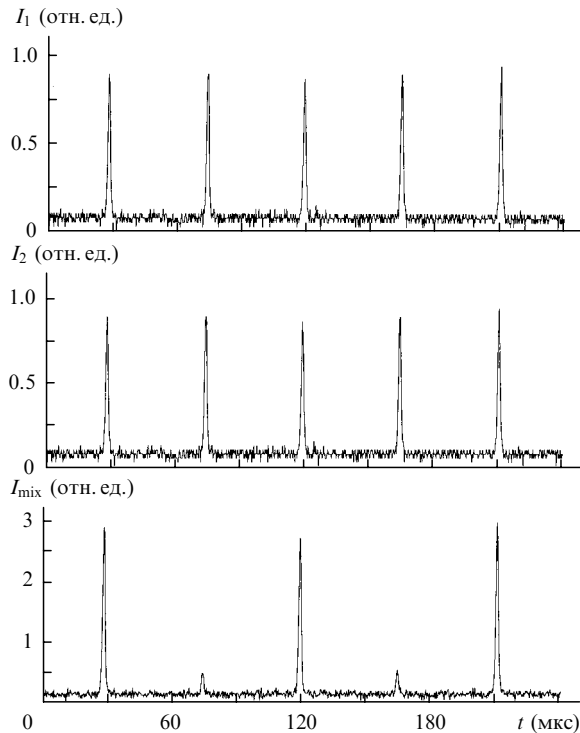 I₁ (отн. ед.)
1.0
0.5
0
I₂ (отн. ед.)
1.0
0.5
0
Imix (отн. ед.)
3
2
1
0 60 120 180 t (мкс)